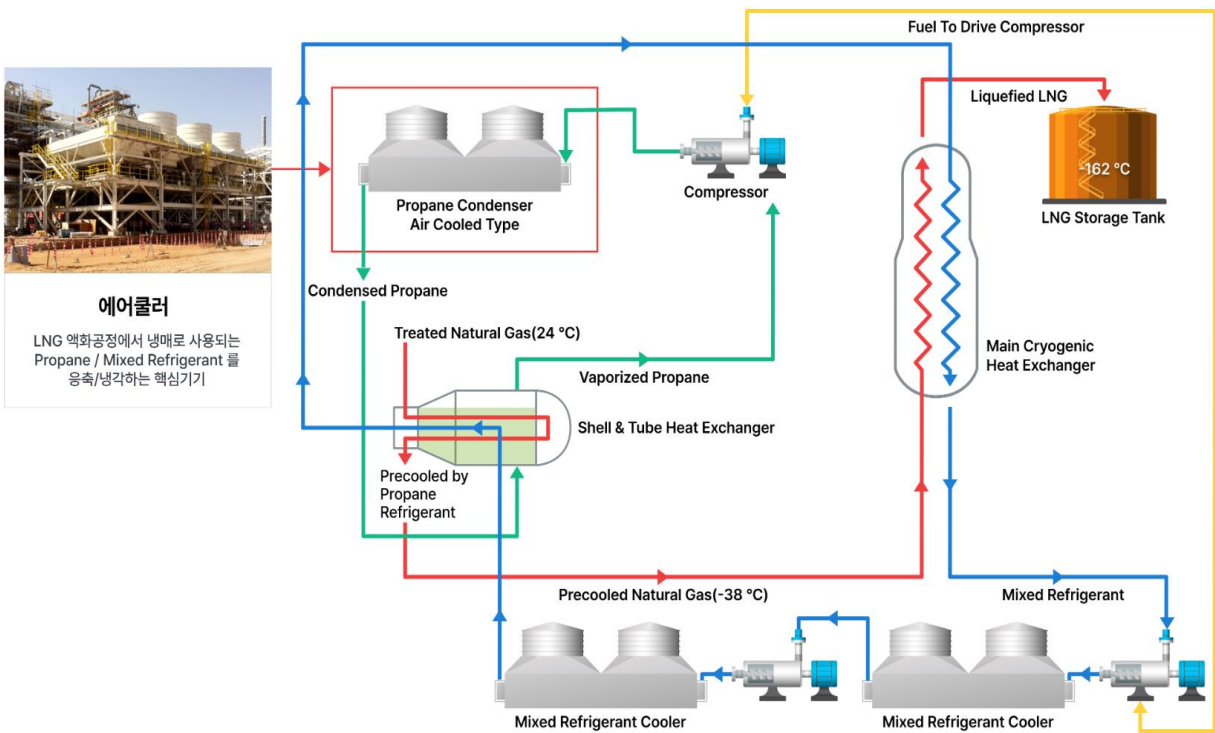 Fuel To Drive Compressor
Liquefied LNG
-162 °C
LNG Storage Tank
Compressor
Propane Condenser
Air Cooled Type
Condensed Propane
에어쿨러
LNG 액화공정에서 냉매로 사용되는
Propane / Mixed Refrigerant 를
응축/냉각하는 핵심기기
Treated Natural Gas(24 °C)
Vaporized Propane
Main Cryogenic
Heat Exchanger
Shell & Tube Heat Exchanger
Precooled by
Propane
Refrigerant
Precooled Natural Gas(-38 °C)
Mixed Refrigerant
Mixed Refrigerant Cooler
Mixed Refrigerant Cooler